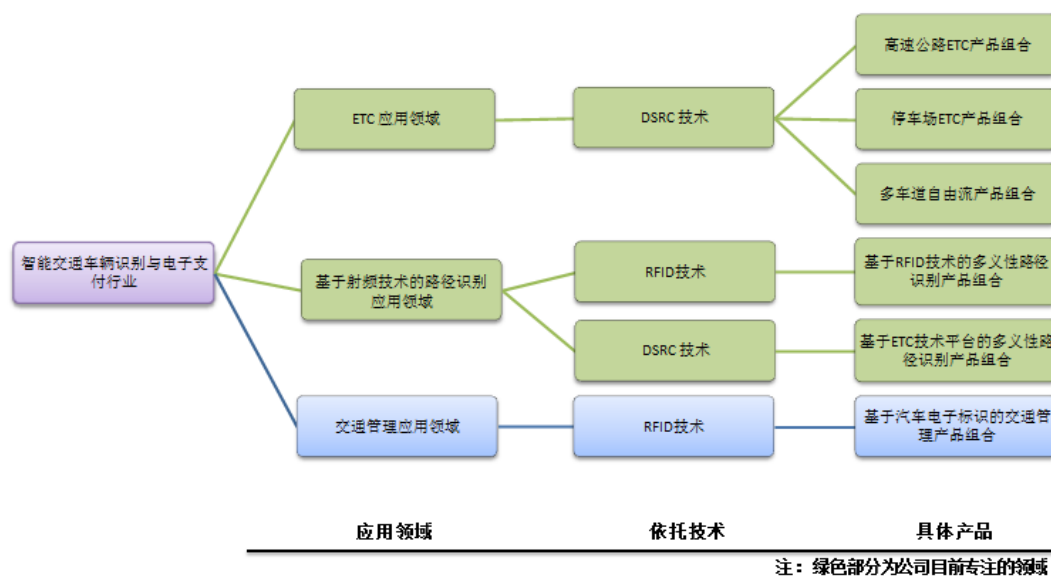 高速公路ETC产品组合
ETC 应用领域
DSRC 技术
停车场ETC产品组合
多车道自由流产品组合
智能交通车辆识别与电子支
付行业
基于射频技术的路径识别
应用领域
RFID技术
基于RFID技术的多义性路径
识别产品组合
DSRC 技术
基于ETC技术平台的多义性路
径识别产品组合
交通管理应用领域
RFID技术
基于汽车电子标识的交通管
理产品组合
应用领域
依托技术
具体产品
注：绿色部分为公司目前专注的领域